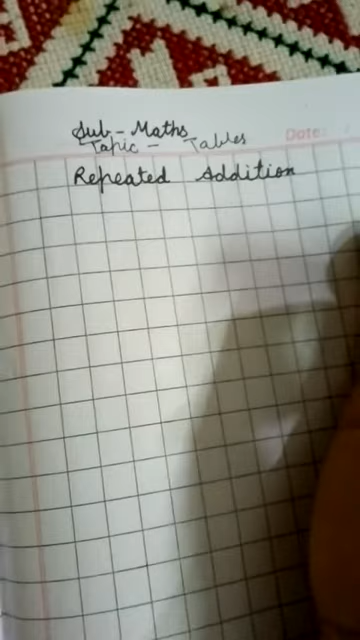 Sub - Maths
Topic - Tables
Date:
Repeated Addition